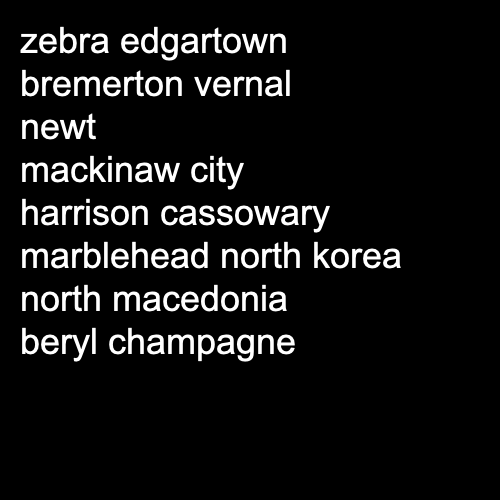 zebra edgartown
bremerton vernal
newt
mackinaw city
harrison cassowary
marblehead north korea
north macedonia
beryl champagne